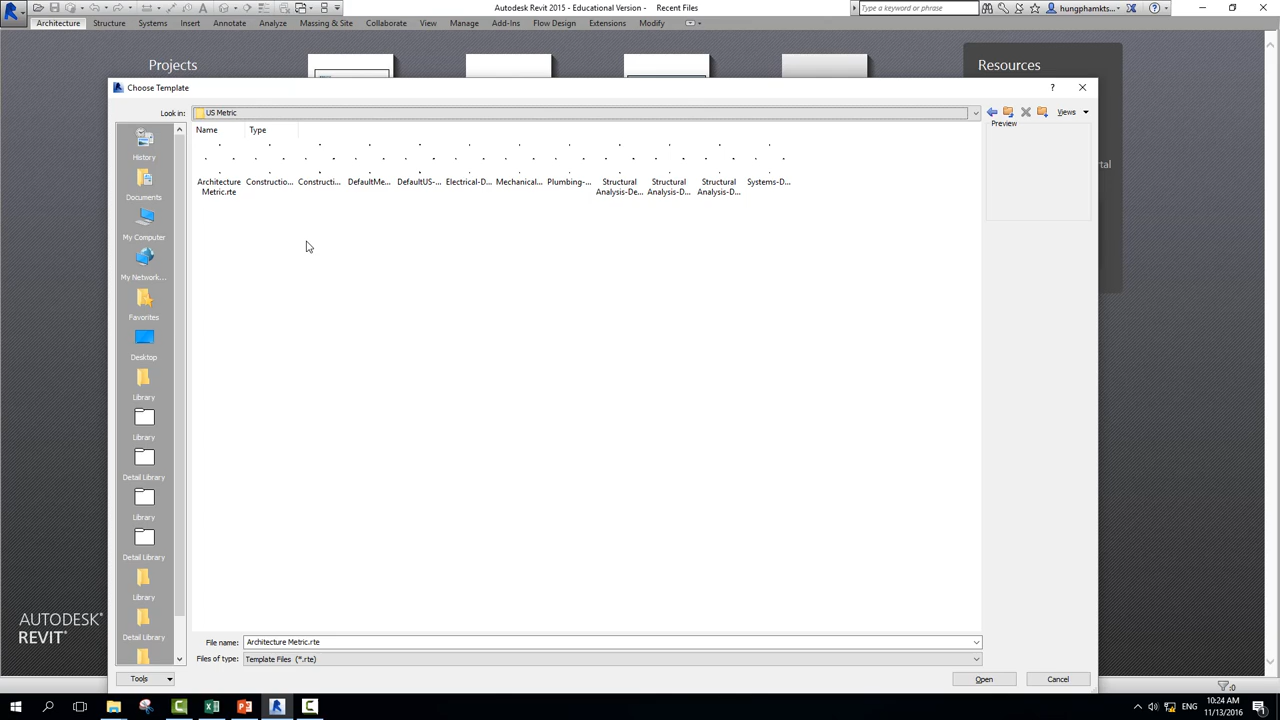 Autodesk Revit 2015 - Educational Version - Recent Files
Type a keyword or phrase
hungphamkts...
Architecture Structure Systems Insert Annotate Analyze Massing & Site Collaborate View Manage Add-Ins Flow Design Extensions Modify
Projects
Resources
Choose Template
Look in: US Metric
Views
Name Type
Preview
History
Documents
My Computer
My Network...
Favorites
Desktop
Library
Library
Detail Library
Library
Detail Library
Library
Detail Library
Architecture Metric.rte
Constructio...
Constructi...
DefaultMe...
DefaultUS-...
Electrical-D...
Mechanical...
Plumbing-...
Structural Analysis-De...
Structural Analysis-D...
Structural Analysis-D...
Systems-D...
rtal
AUTODESK®
REVIT®
File name: Architecture Metric.rte
Files of type: Template Files (*.rte)
Tools
Open
Cancel
:0
ENG
10:24 AM
11/13/2016